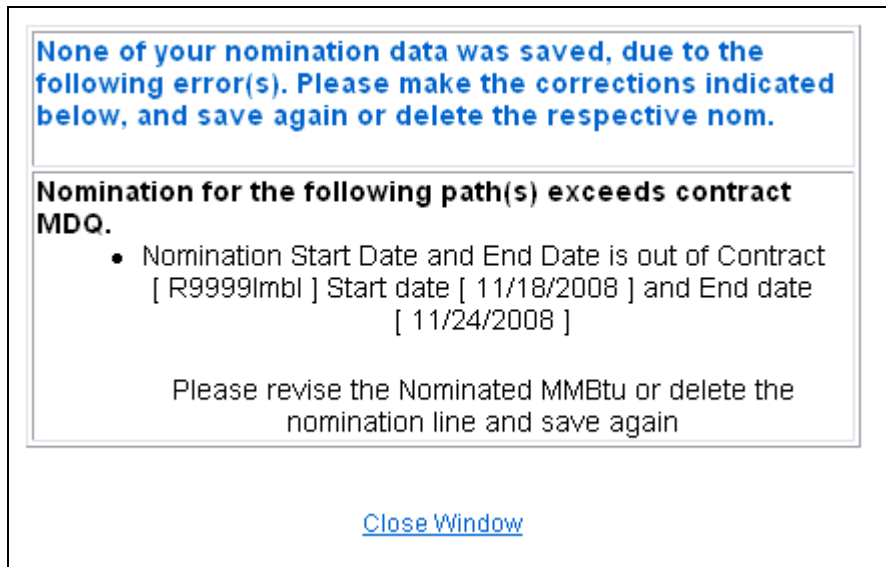 None of your nomination data was saved, due to the
following error(s). Please make the corrections indicated
below, and save again or delete the respective nom.
Nomination for the following path(s) exceeds contract
MDQ.
• Nomination Start Date and End Date is out of Contract
[ R9999Imbl ] Start date [ 11/18/2008 ] and End date
[ 11/24/2008 ]
Please revise the Nominated MMBtu or delete the
nomination line and save again
Close Window